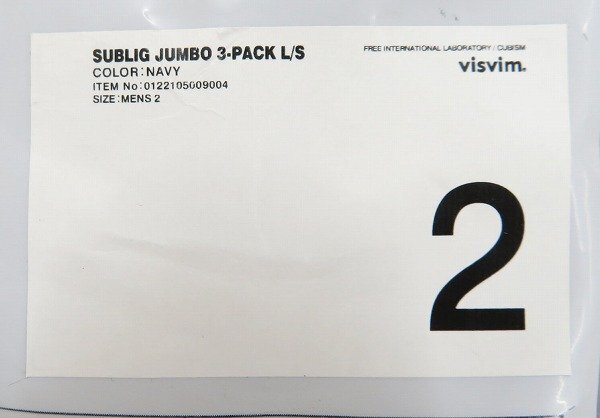 SUBLIG JUMBO 3-PACK L/S
COLOR:NAVY
ITEM No:0122105009004
SIZE:MENS 2
FREE INTERNATIONAL LABORATORY / CUBISM
visvim.
2